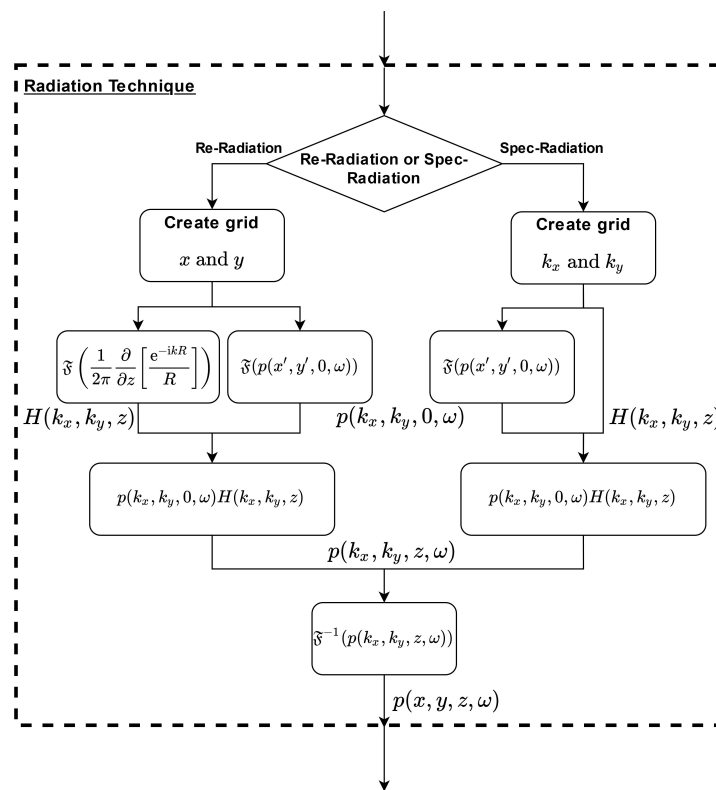 Radiation Technique
Re-Radiation
Spec-Radiation
Re-Radiation or Spec-
Radiation
Create grid
x and y
Create grid
k_x and k_y
𝔉(1/2π ∂/∂z [e^{-ikR}/R])
𝔉(p(x′, y′, 0, ω))
𝔉(p(x′, y′, 0, ω))
H(k_x, k_y, z)
p(k_x, k_y, 0, ω)
H(k_x, k_y, z)
p(k_x, k_y, 0, ω)H(k_x, k_y, z)
p(k_x, k_y, 0, ω)H(k_x, k_y, z)
p(k_x, k_y, z, ω)
𝔉^{-1}(p(k_x, k_y, z, ω))
p(x, y, z, ω)